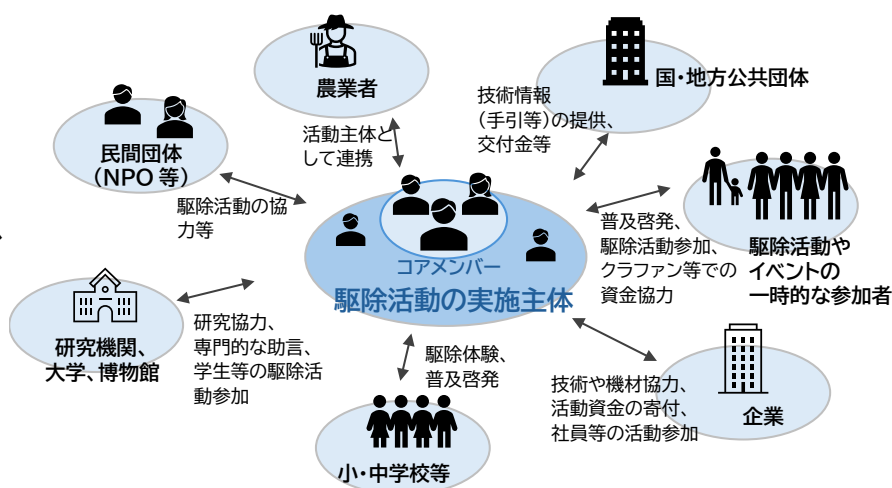 農業者
国・地方公共団体
技術情報
(手引等)の提供、
交付金等
活動主体と
して連携
民間団体
(NPO 等)
駆除活動の協
力等
コアメンバー
駆除活動の実施主体
普及啓発、
駆除活動参加、
クラファン等での
資金協力
駆除活動や
イベントの
一時的な参加者
研究機関、
大学、博物館
研究協力、
専門的な助言、
学生等の駆除活
動参加
駆除体験、
普及啓発
小・中学校等
技術や機材協力、
活動資金の寄付、
社員等の活動参加
企業